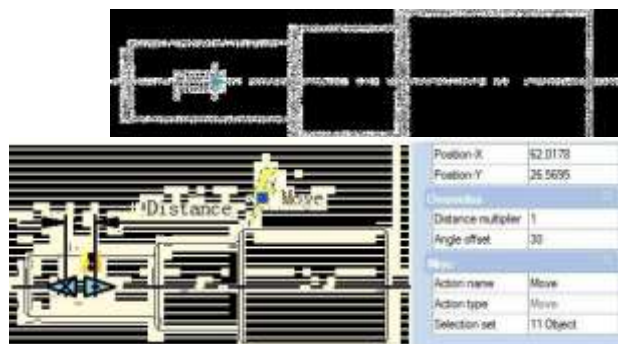 Distance
Move
Position X 62.0178
Position Y 26.5695
Distance multiplier 1
Angle offset 30
Action name Move
Action type Move
Selection set 11 Object